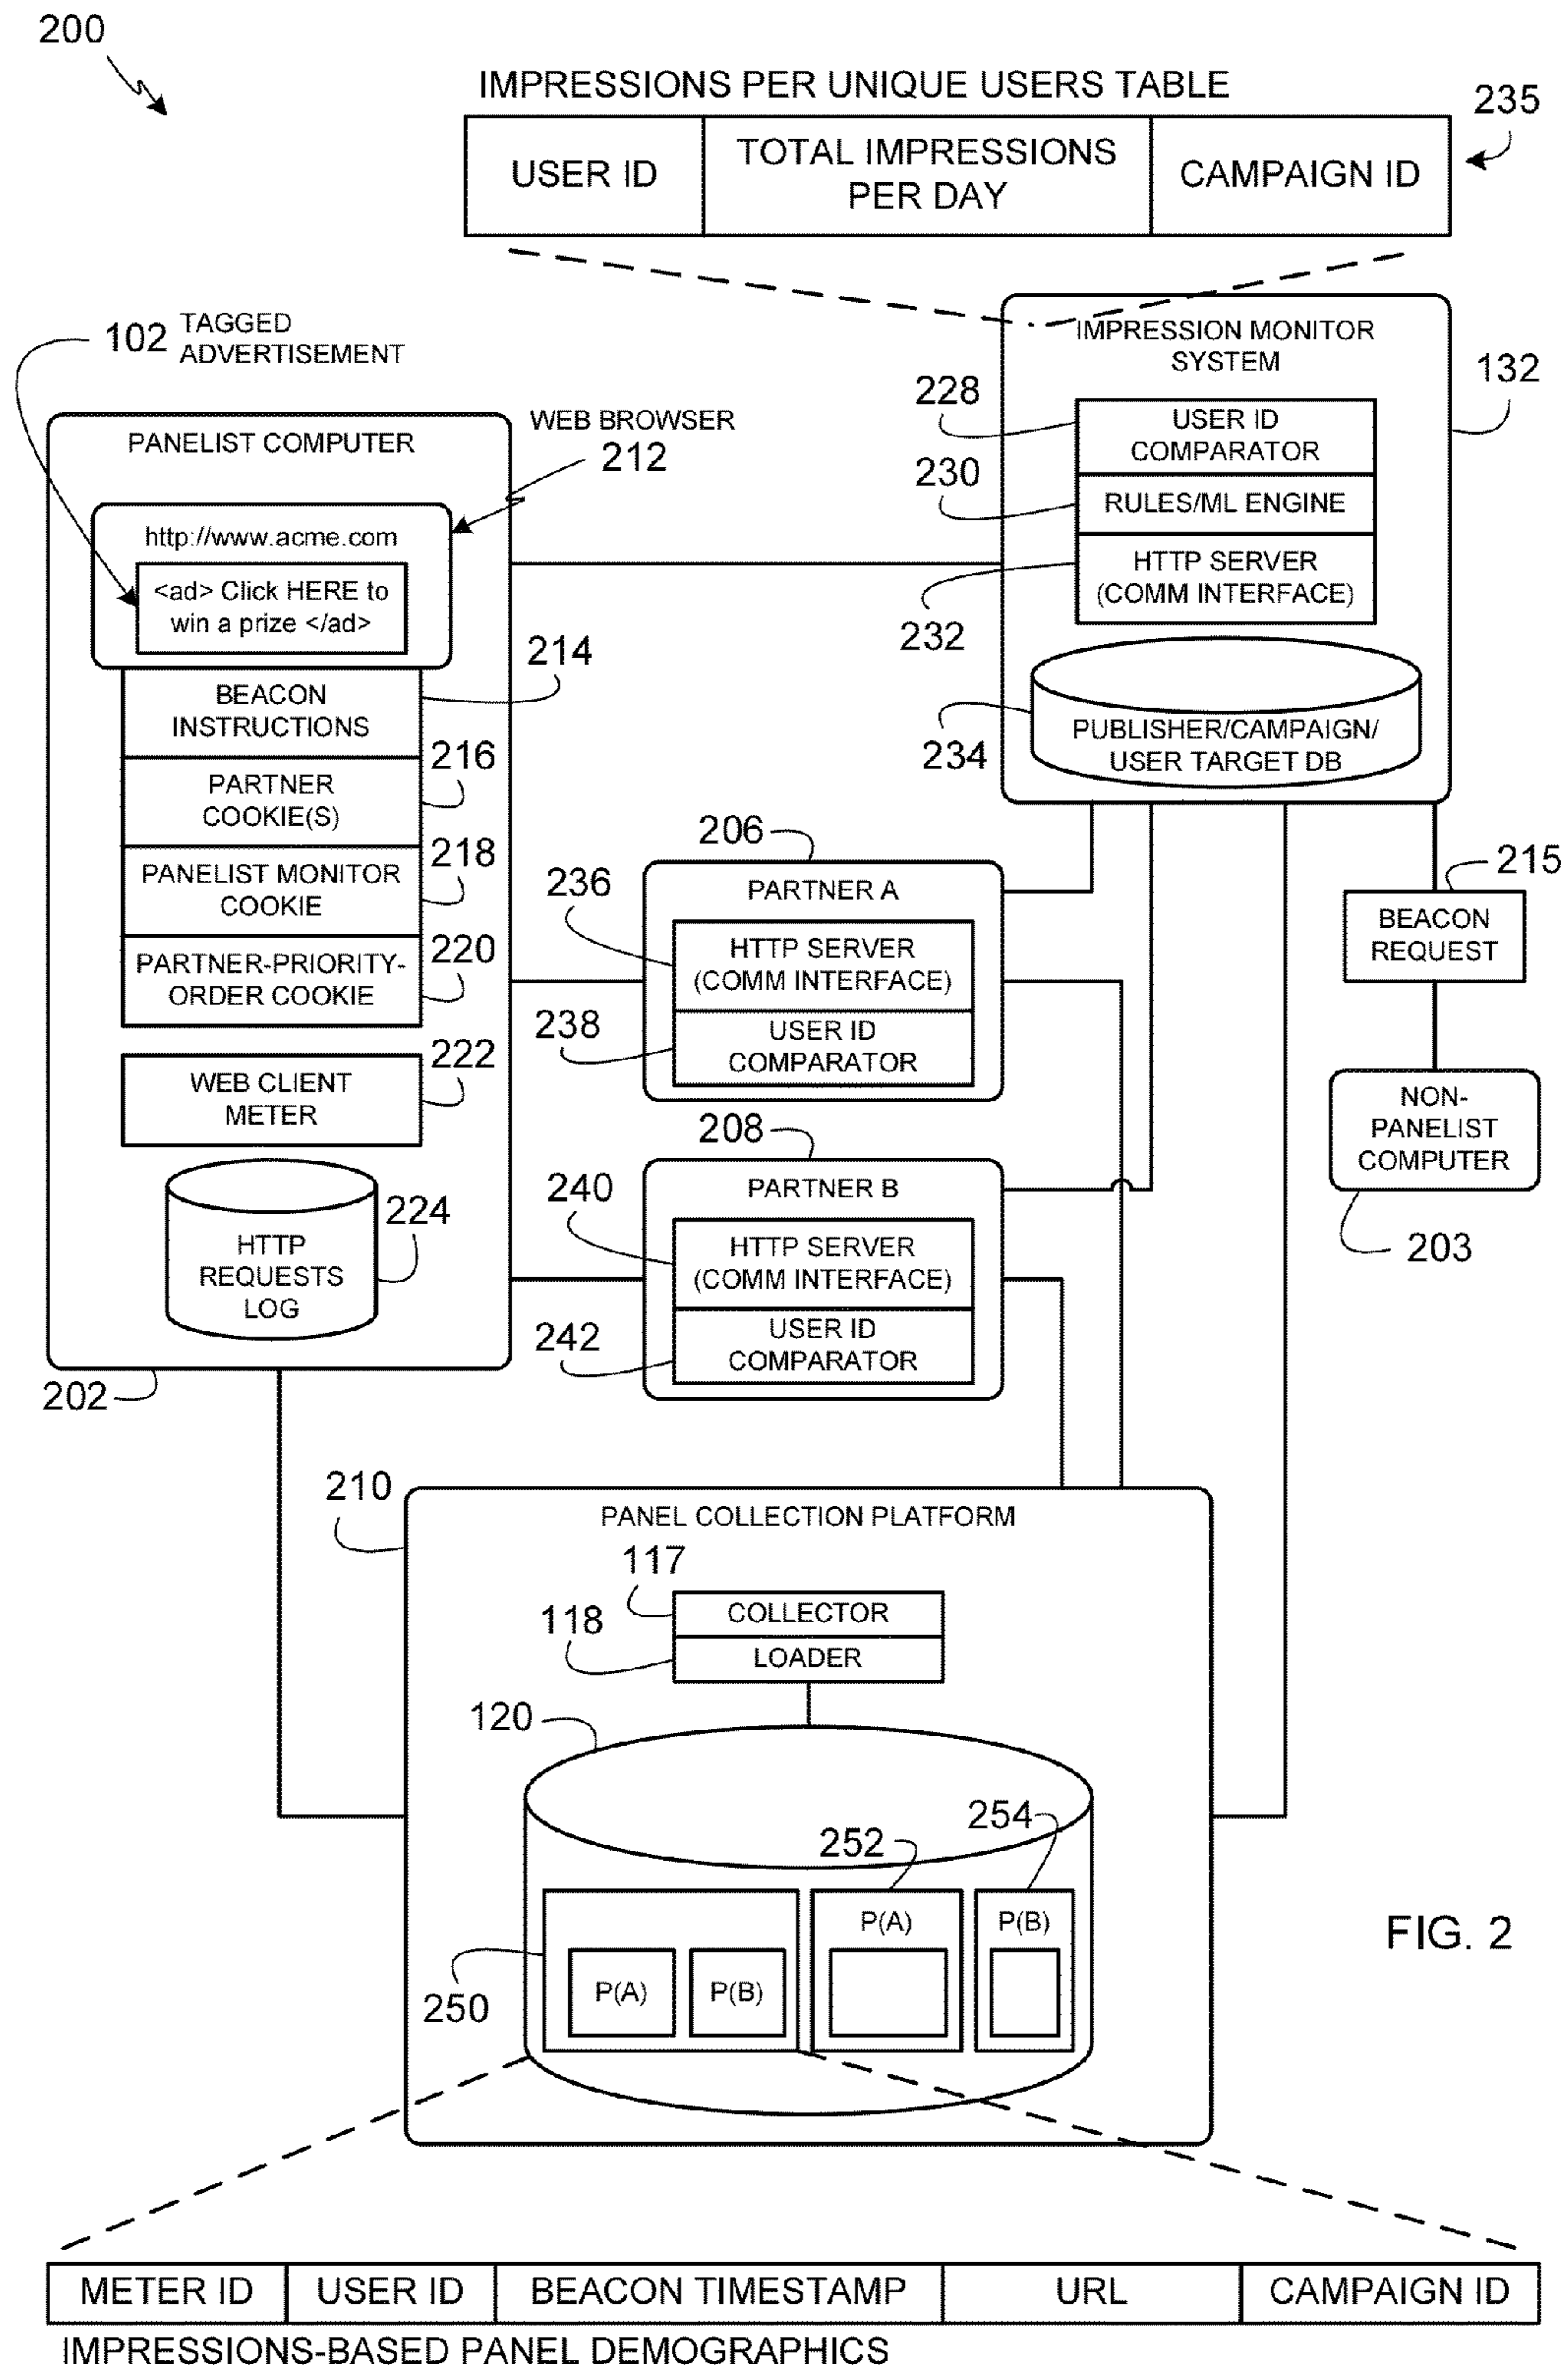 200
IMPRESSIONS PER UNIQUE USERS TABLE
235
USER ID
TOTAL IMPRESSIONS
PER DAY
CAMPAIGN ID
102
TAGGED
ADVERTISEMENT
IMPRESSION MONITOR
SYSTEM
132
228
USER ID
COMPARATOR
230
RULES/ML ENGINE
HTTP SERVER
(COMM INTERFACE)
232
234
PUBLISHER/CAMPAIGN/
USER TARGET DB
PANELIST COMPUTER
WEB BROWSER
212
http://www.acme.com
<ad> Click HERE to
win a prize </ad>
214
BEACON
INSTRUCTIONS
216
PARTNER
COOKIE(S)
218
PANELIST MONITOR
COOKIE
220
PARTNER-PRIORITY-
ORDER COOKIE
222
WEB CLIENT
METER
224
HTTP
REQUESTS
LOG
202
206
PARTNER A
236
HTTP SERVER
(COMM INTERFACE)
238
USER ID
COMPARATOR
208
PARTNER B
240
HTTP SERVER
(COMM INTERFACE)
242
USER ID
COMPARATOR
215
BEACON
REQUEST
NON-
PANELIST
COMPUTER
203
210
PANEL COLLECTION PLATFORM
117
COLLECTOR
118
LOADER
120
254
252
P(A)
P(B)
250
P(A)
P(B)
FIG. 2
METER ID
USER ID
BEACON TIMESTAMP
URL
CAMPAIGN ID
IMPRESSIONS-BASED PANEL DEMOGRAPHICS